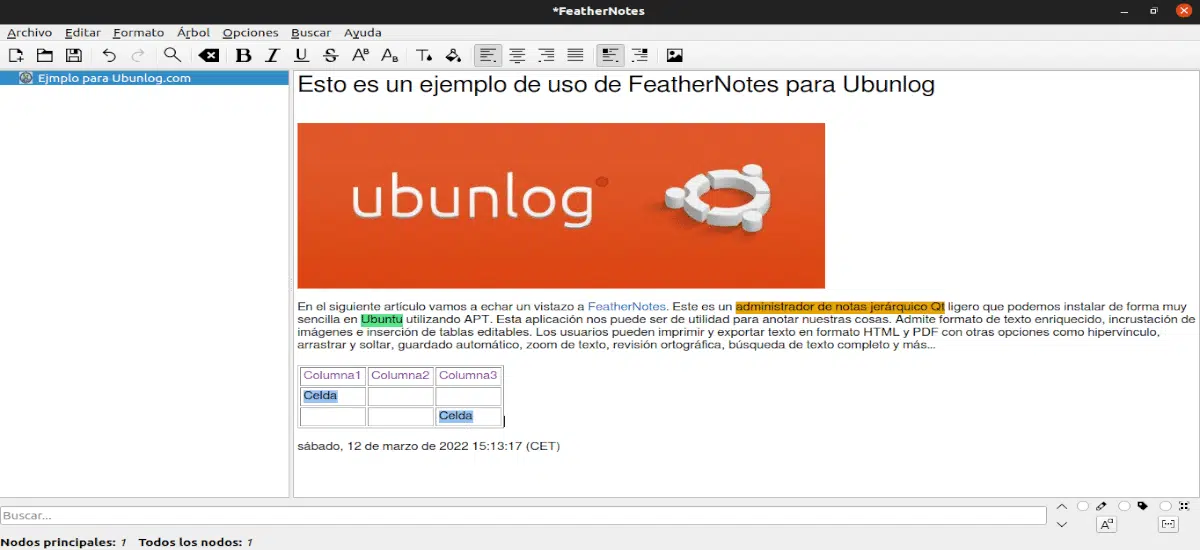 *FeatherNotes
Archivo Editar Formato Árbol Opciones Buscar Ayuda
Ejmplo para Ubunlog.com
Esto es un ejemplo de uso de FeatherNotes para Ubunlog
ubunlog
En el siguiente artículo vamos a echar un vistazo a FeatherNotes. Este es un administrador de notas jerárquico Qt ligero que podemos instalar de forma muy
sencilla en Ubuntu utilizando APT. Esta aplicación nos puede ser de utilidad para anotar nuestras cosas. Admite formato de texto enriquecido, incrustación de
imágenes e inserción de tablas editables. Los usuarios pueden imprimir y exportar texto en formato HTML y PDF con otras opciones como hipervínculo,
arrastrar y soltar, guardado automático, zoom de texto, revisión ortográfica, búsqueda de texto completo y más...
Columna1 Columna2 Columna3
Celda
Celda
sábado, 12 de marzo de 2022 15:13:17 (CET)
Buscar...
Nodos principales: 1 Todos los nodos: 1